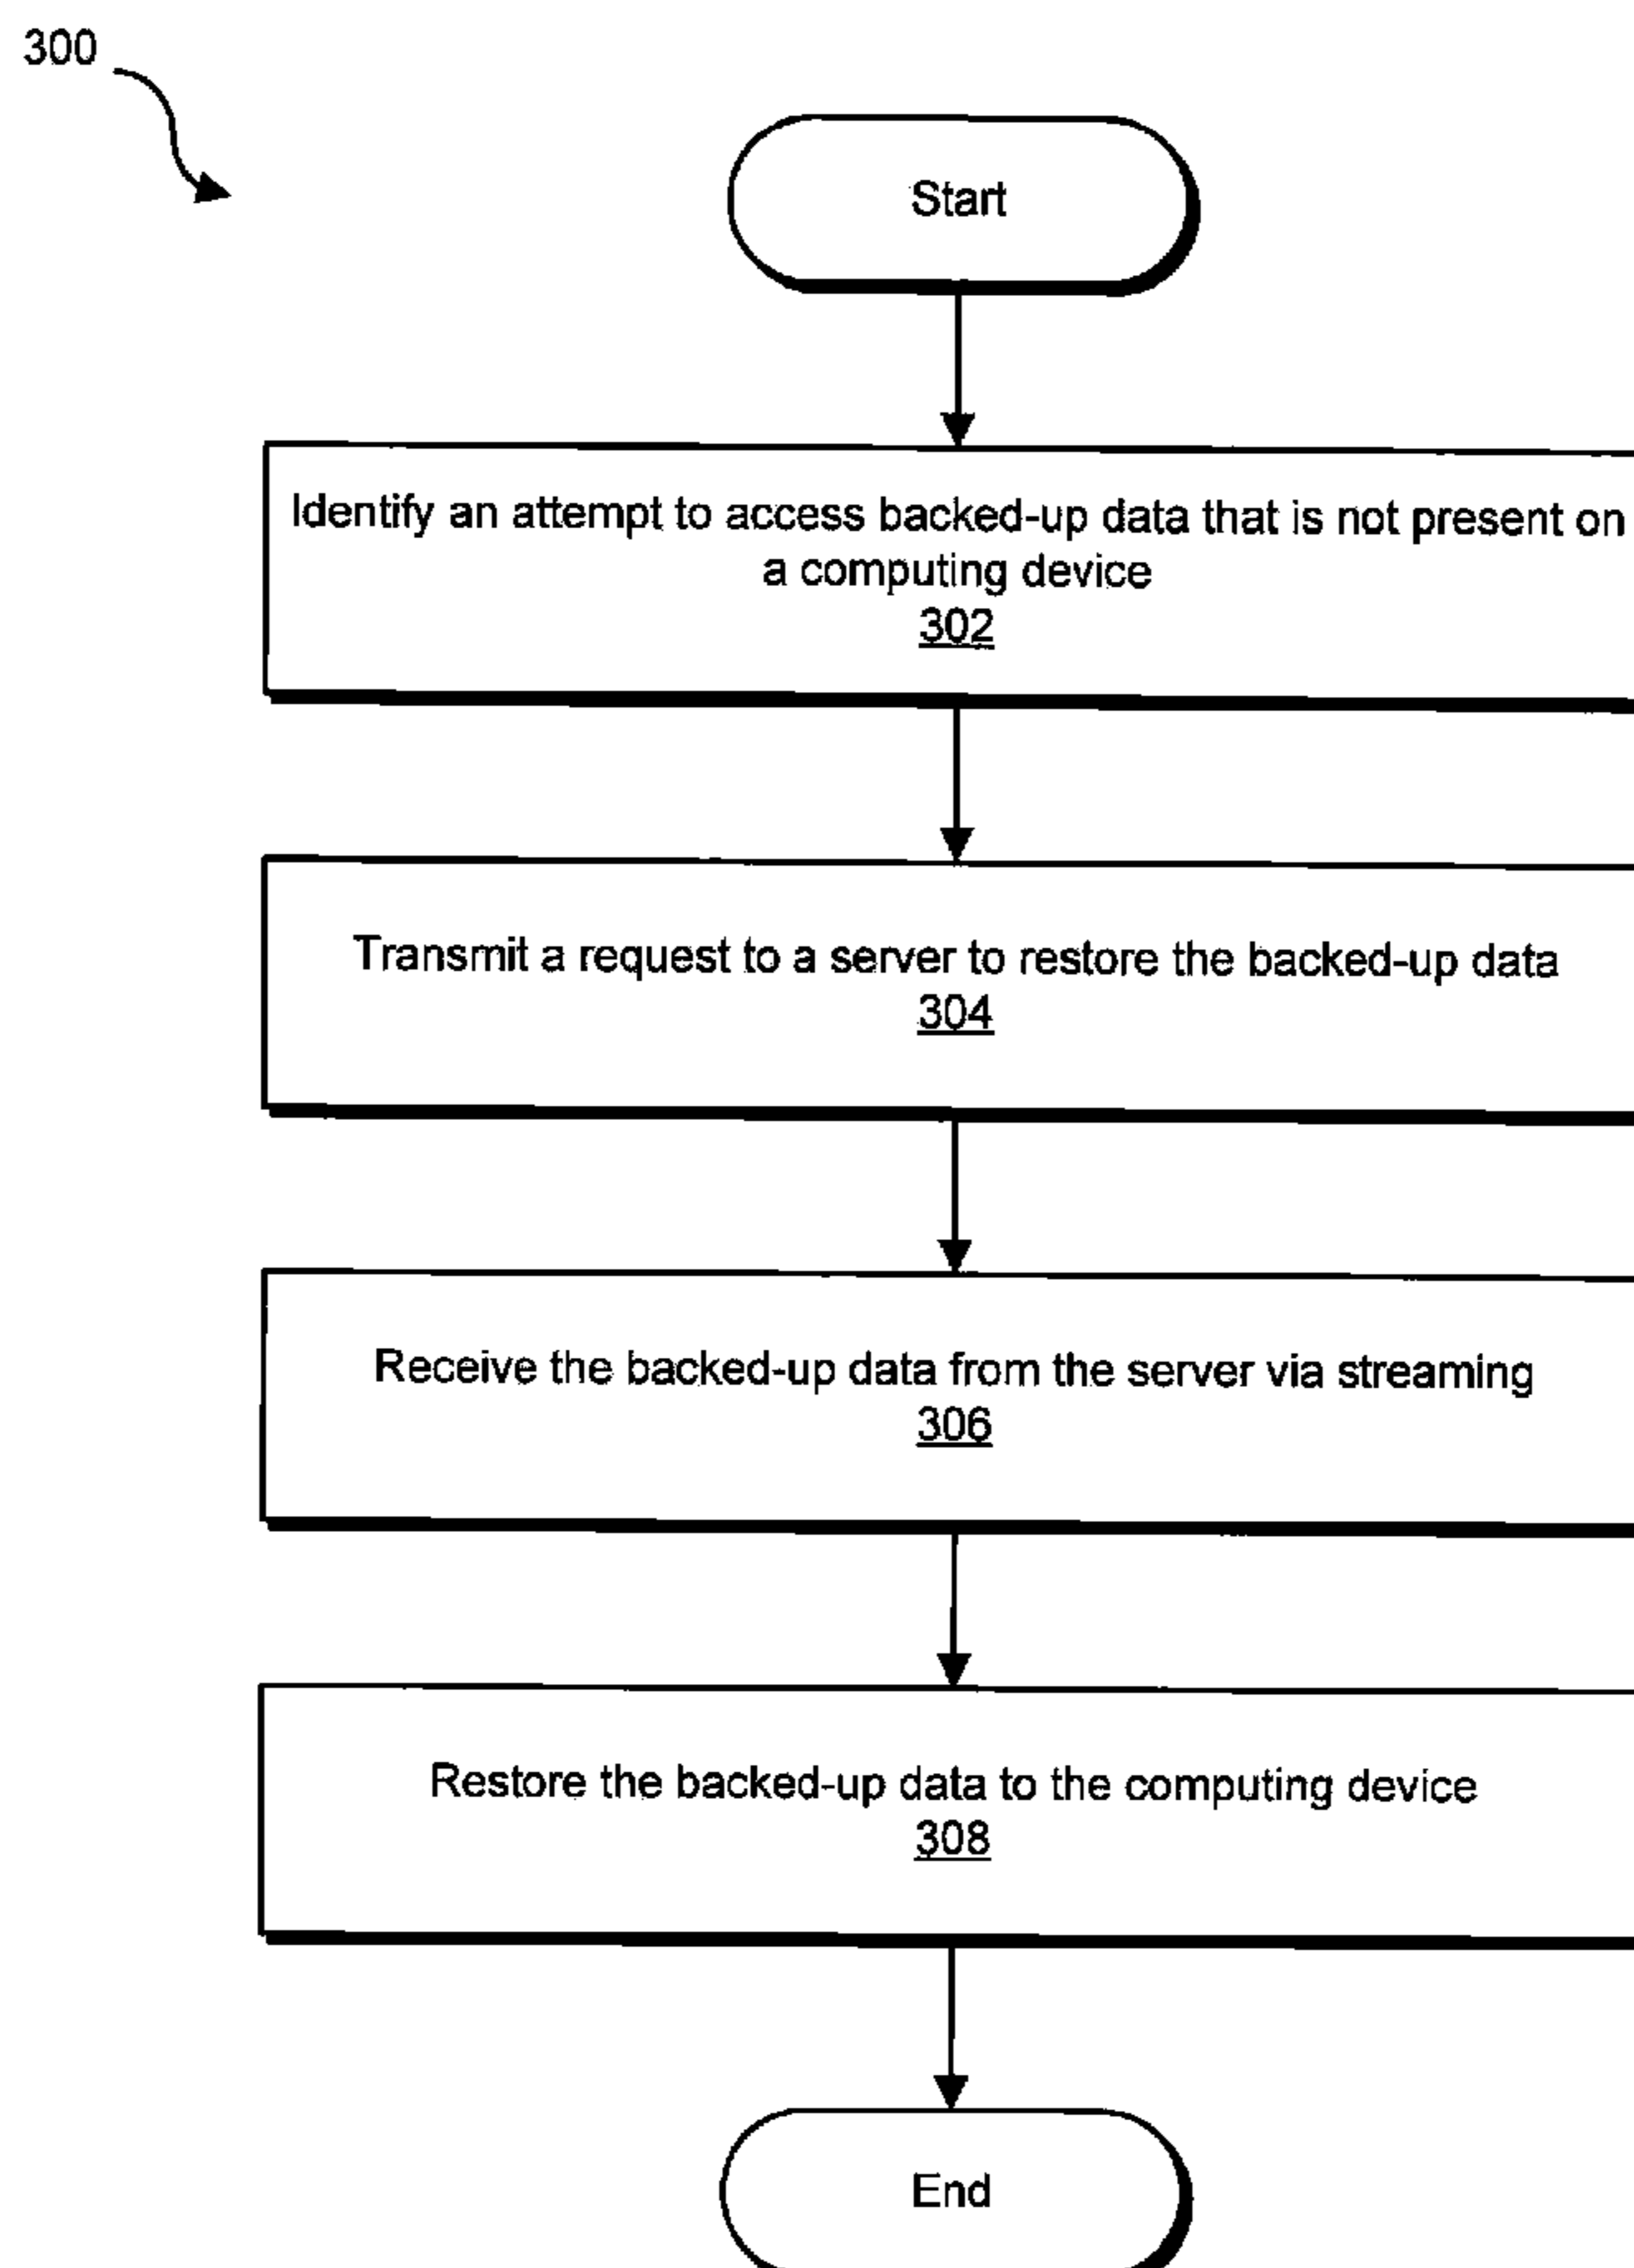 300
Start
Identify an attempt to access backed-up data that is not present on
a computing device
302
Transmit a request to a server to restore the backed-up data
304
Receive the backed-up data from the server via streaming
306
Restore the backed-up data to the computing device
308
End